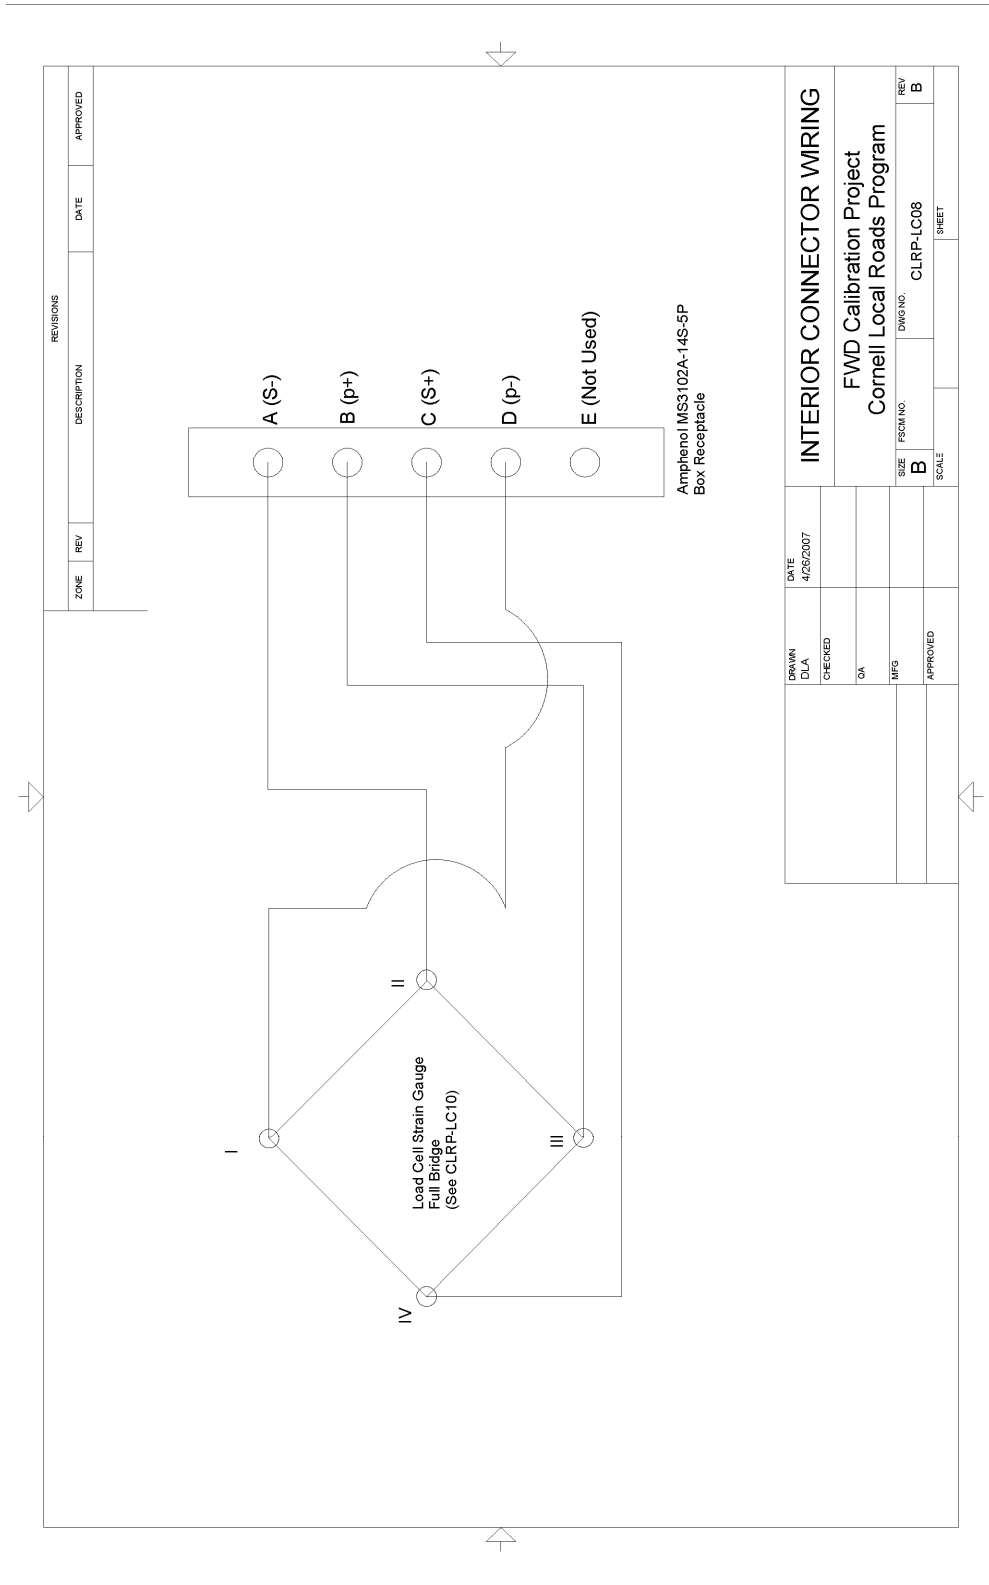 REVISIONS
ZONE REV DESCRIPTION DATE APPROVED
A (S-)
B (p+)
C (S+)
D (p-)
E (Not Used)
Amphenol MS3102A-14S-5P
Box Receptacle
I
II
III
IV
Load Cell Strain Gauge
Full Bridge
(See CLRP-LC10)
DRAWN
DLA
DATE
4/26/2007
CHECKED
QA
MFG
APPROVED
INTERIOR CONNECTOR WIRING
FWD Calibration Project
Cornell Local Roads Program
SIZE
B
FSCM NO.
DWG NO.
CLRP-LC08
REV
B
SCALE
SHEET